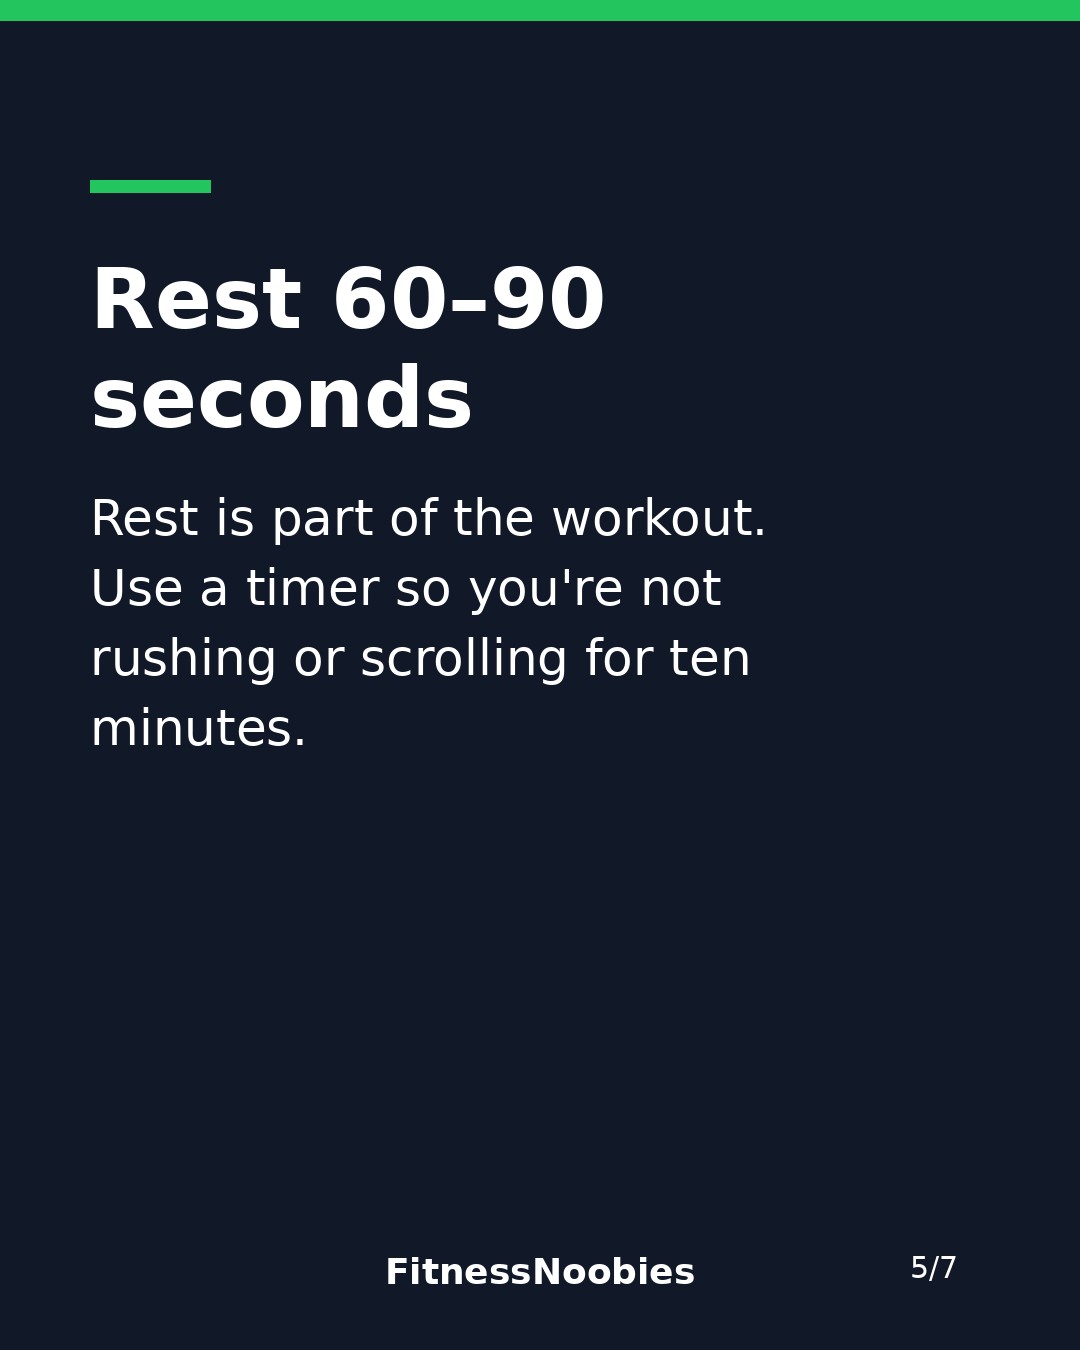 Rest 60–90
seconds
Rest is part of the workout.
Use a timer so you're not
rushing or scrolling for ten
minutes.
FitnessNoobies
5/7